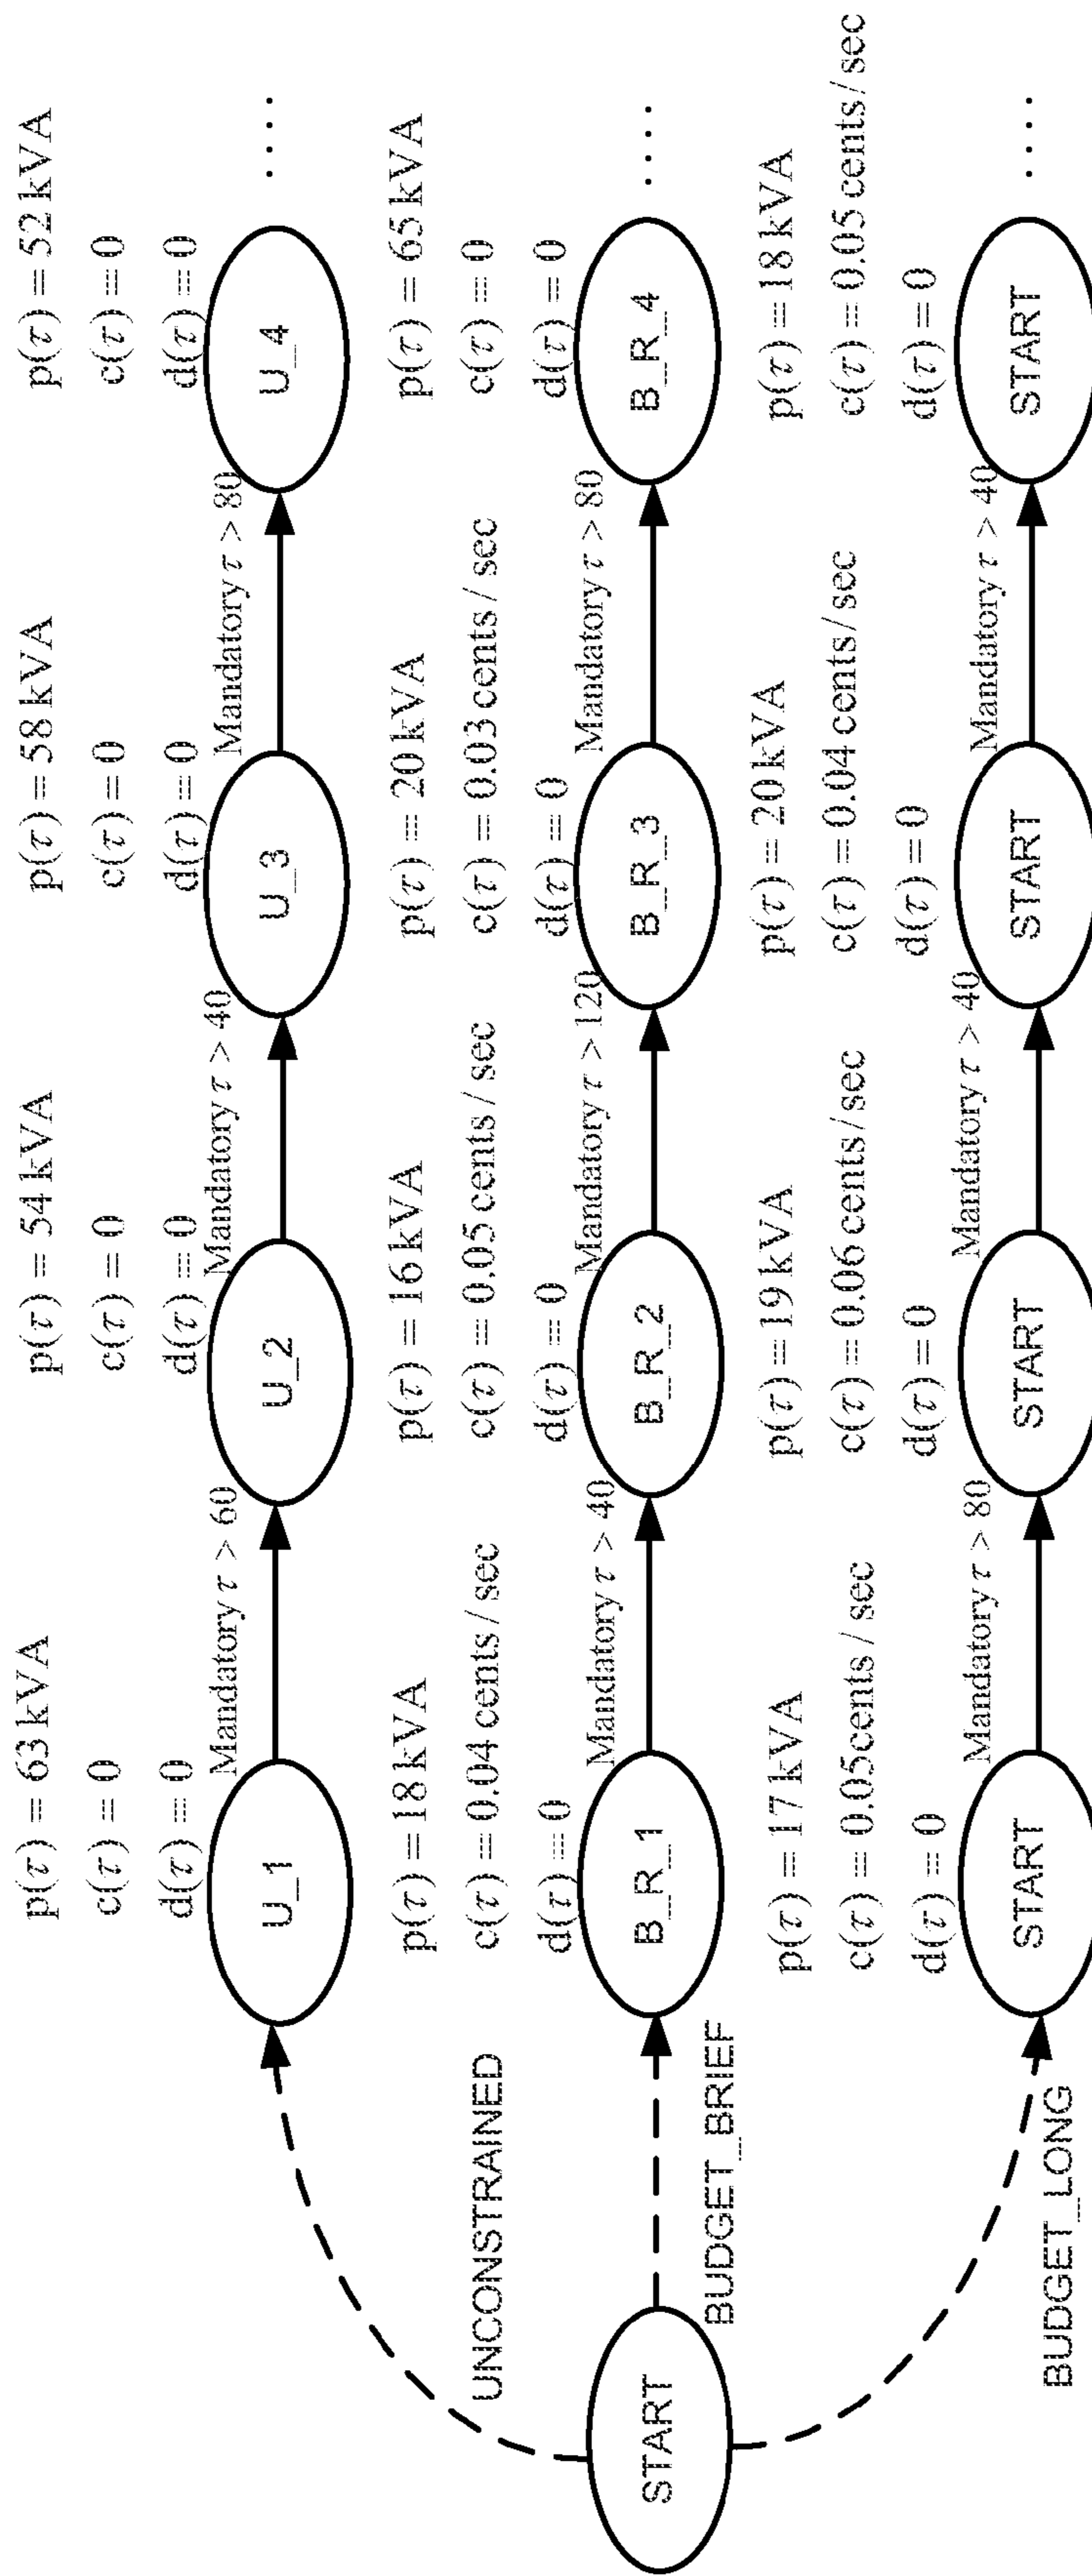 p(τ) = 63 kVA
c(τ) = 0
d(τ) = 0
Mandatory τ > 60
U_1
p(τ) = 54 kVA
c(τ) = 0
d(τ) = 0
Mandatory τ > 40
U_2
p(τ) = 58 kVA
c(τ) = 0
d(τ) = 0
Mandatory τ > 80
U_3
p(τ) = 52 kVA
c(τ) = 0
d(τ) = 0
U_4
....
UNCONSTRAINED
START
BUDGET_BRIEF
p(τ) = 18 kVA
c(τ) = 0.04 cents / sec
d(τ) = 0
Mandatory τ > 40
B_R_1
p(τ) = 16 kVA
c(τ) = 0.05 cents / sec
d(τ) = 0
Mandatory τ > 120
B_R_2
p(τ) = 20 kVA
c(τ) = 0.03 cents / sec
d(τ) = 0
Mandatory τ > 80
B_R_3
p(τ) = 65 kVA
c(τ) = 0
d(τ) = 0
B_R_4
....
BUDGET_LONG
p(τ) = 17 kVA
c(τ) = 0.05cents / sec
d(τ) = 0
Mandatory τ > 80
START
p(τ) = 19 kVA
c(τ) = 0.06 cents/sec
d(τ) = 0
Mandatory τ > 40
START
p(τ) = 20 kVA
c(τ) = 0.04 cents/sec
d(τ) = 0
Mandatory τ > 40
START
p(τ) = 18 kVA
c(τ) = 0.05 cents/sec
d(τ) = 0
START
....